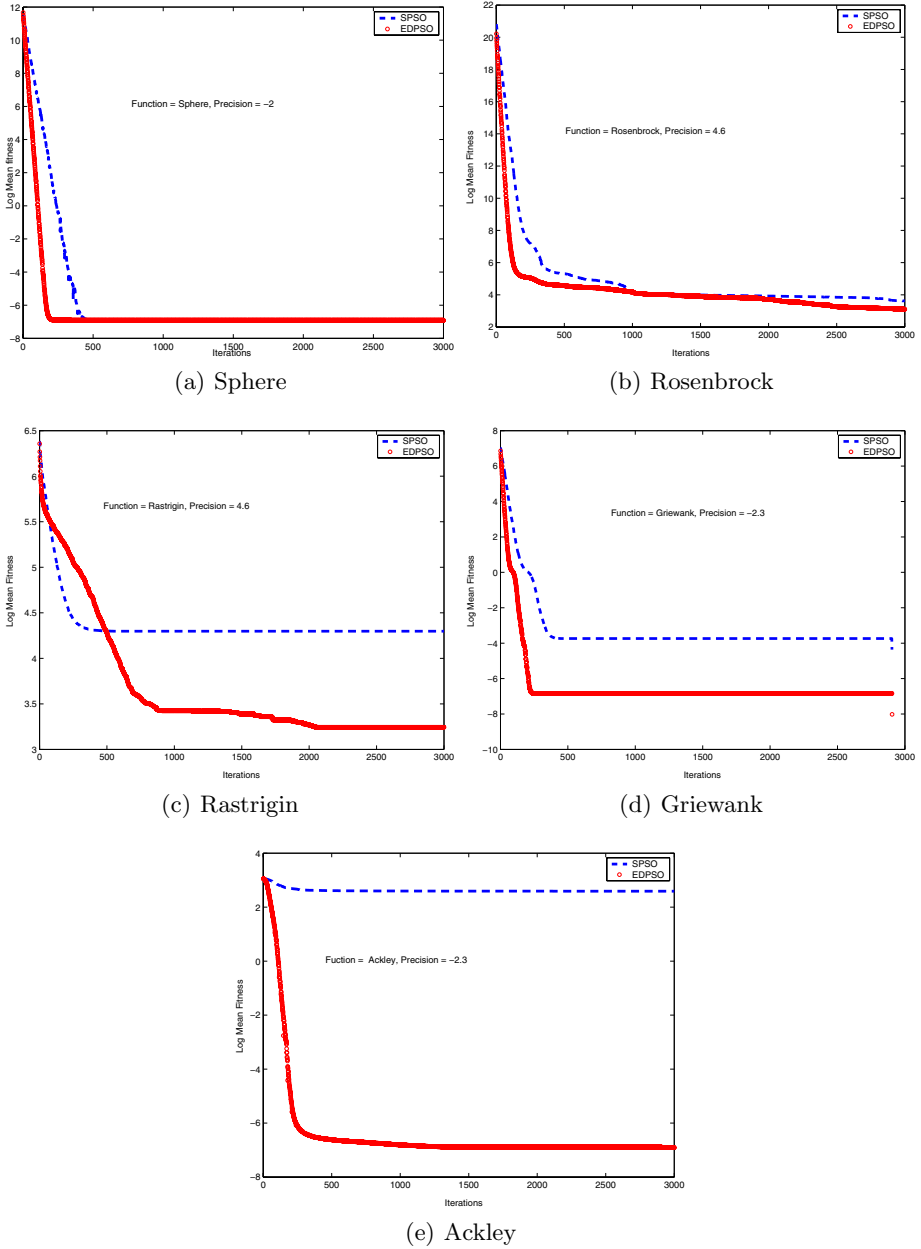 12
10
8
6
4
2
0
−2
−4
−6
−8
0
500
1000
1500
2000
2500
3000
Iterations
Log Mean fitness
Function = Sphere, Precision = −2
SPSO
EDPSO
(a) Sphere
22
20
18
16
14
12
10
8
6
4
2
0
500
1000
1500
2000
2500
3000
Iterations
Log Mean Fitness
Function = Rosenbrock, Precision = 4.6
SPSO
EDPSO
(b) Rosenbrock
6.5
6
5.5
5
4.5
4
3.5
3
0
500
1000
1500
2000
2500
3000
Iterations
Log Mean Fitness
Function = Rastrigin, Precision = 4.6
SPSO
EDPSO
(c) Rastrigin
8
6
4
2
0
−2
−4
−6
−8
−10
0
500
1000
1500
2000
2500
3000
Iterations
Log Mean Fitness
Function = Griewank, Precision = −2.3
SPSO
EDPSO
(d) Griewank
4
2
0
−2
−4
−6
−8
0
500
1000
1500
2000
2500
3000
Iterations
Log Mean Fitness
Fuction = Ackley, Precision = −2.3
SPSO
EDPSO
(e) Ackley